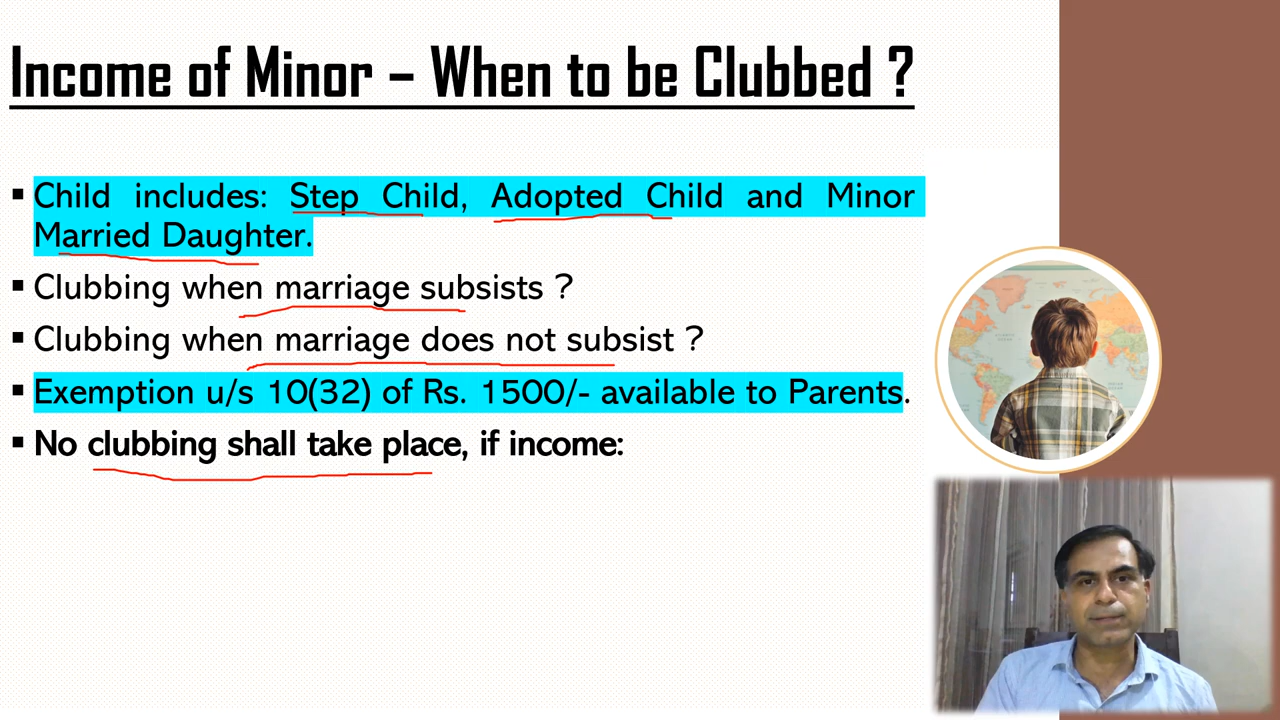 Income of Minor – When to be Clubbed ?
▪ Child includes: Step Child, Adopted Child and Minor
Married Daughter.
▪ Clubbing when marriage subsists ?
▪ Clubbing when marriage does not subsist ?
▪ Exemption u/s 10(32) of Rs. 1500/- available to Parents.
▪ No clubbing shall take place, if income: